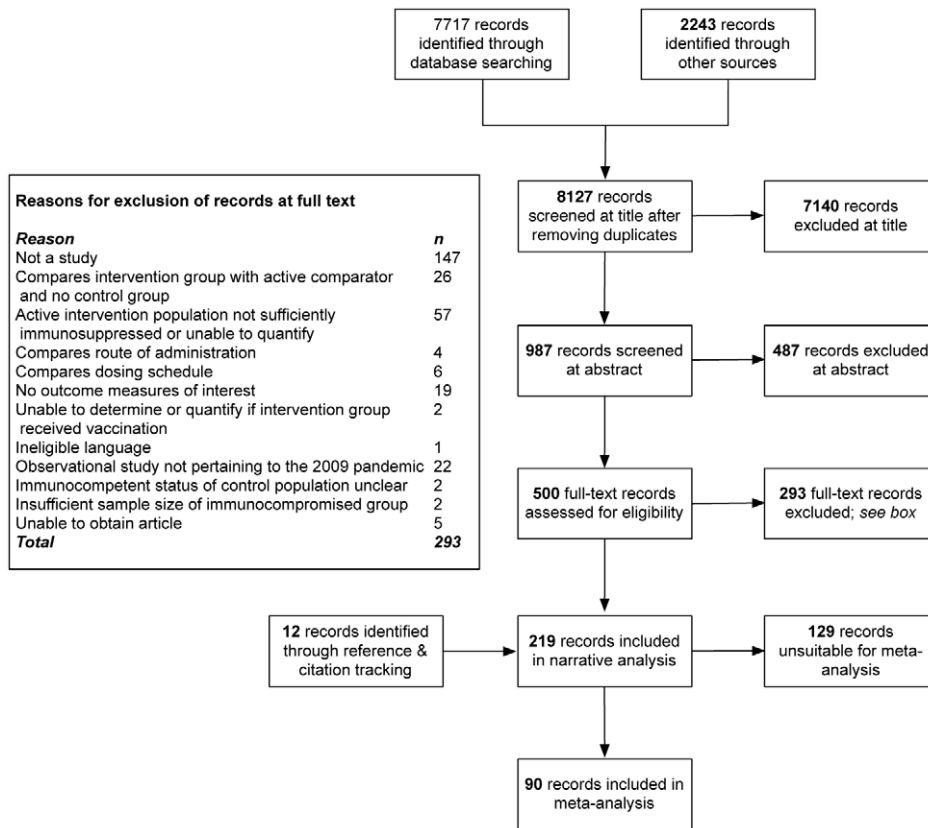 7717 records
identified through
database searching
2243 records
identified through
other sources
8127 records
screened at title after
removing duplicates
7140 records
excluded at title
Reasons for exclusion of records at full text
Reason n
Not a study 147
Compares intervention group with active comparator 26
and no control group
Active intervention population not sufficiently 57
immunosuppressed or unable to quantify
Compares route of administration 4
Compares dosing schedule 6
No outcome measures of interest 19
Unable to determine or quantify if intervention group 2
received vaccination
Ineligible language 1
Observational study not pertaining to the 2009 pandemic 22
Immunocompetent status of control population unclear 2
Insufficient sample size of immunocompromised group 2
Unable to obtain article 5
Total 293
987 records screened
at abstract
487 records excluded
at abstract
500 full-text records
assessed for eligibility
293 full-text records
excluded; see box
12 records identified
through reference &
citation tracking
219 records included
in narrative analysis
129 records
unsuitable for meta-
analysis
90 records included in
meta-analysis